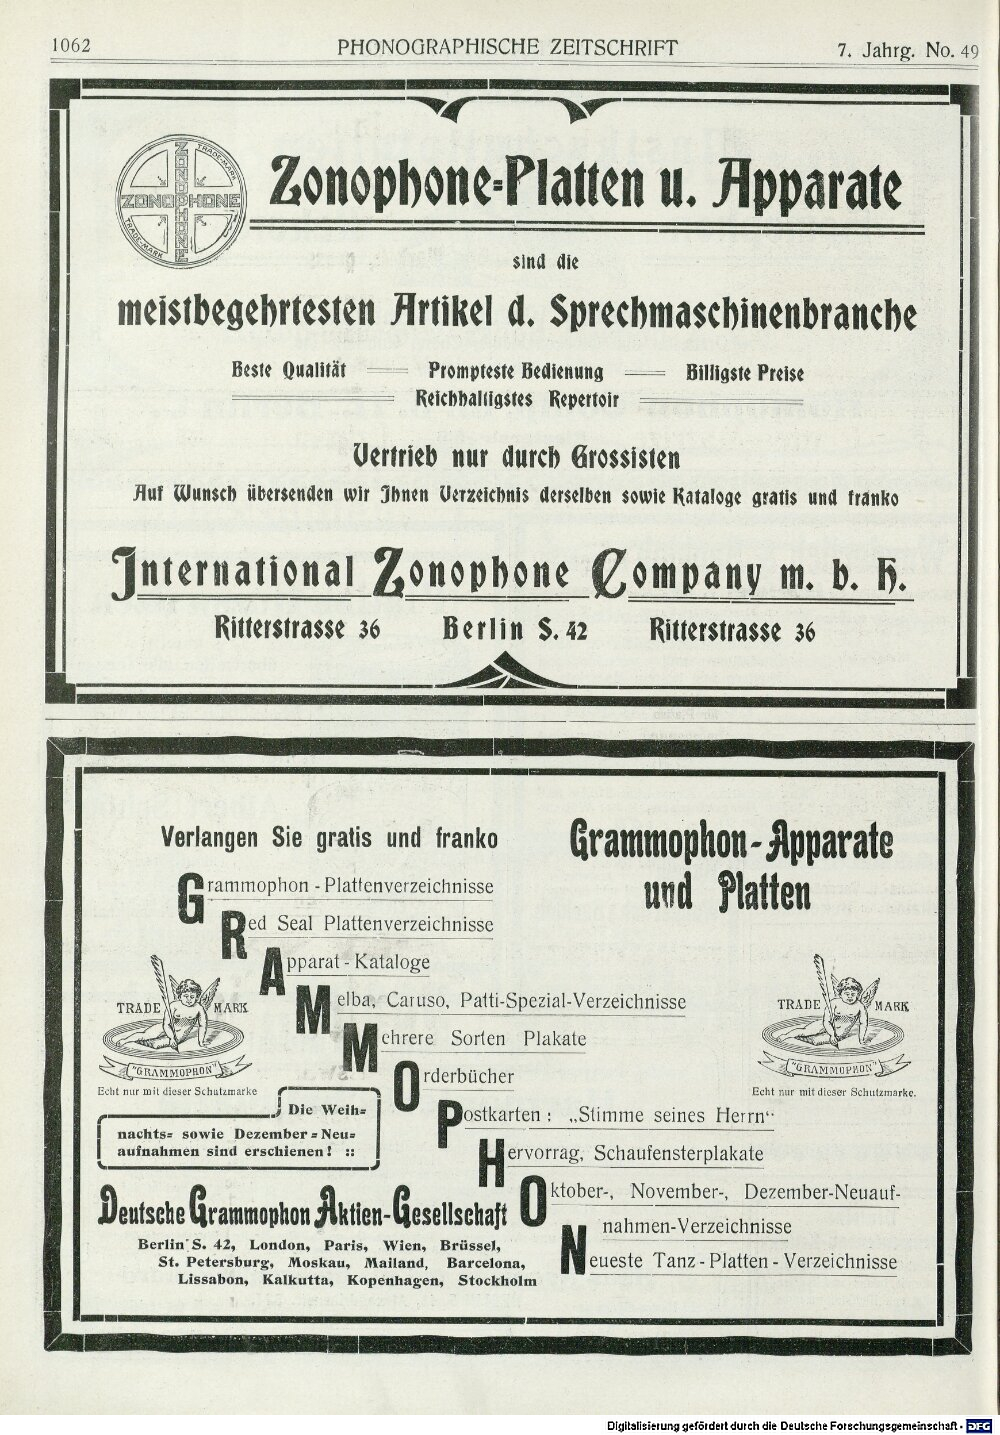 1062
PHONOGRAPHISCHE ZEITSCHRIFT
7. Jahrg. No. 49
ZONOPHONE
ZONOPHONE
TRADE-MARK
TRADE-MARK
Zonophone-Platten u. Apparate
sind die
meistbegehrtesten Artikel d. Sprechmaschinenbranche
Beste Qualität Prompteste Bedienung Billigste Preise
Reichhaltigstes Repertoir
Vertrieb nur durch Grossisten
Auf Wunsch übersenden wir Ihnen Verzeichnis derselben sowie Kataloge gratis und franko
International Zonophone Company m. b. H.
Ritterstrasse 36 Berlin S. 42 Ritterstrasse 36
Verlangen Sie gratis und franko
Grammophon-Apparate
und Platten
Grammophon-Plattenverzeichnisse
Red Seal Plattenverzeichnisse
Apparat-Kataloge
Melba, Caruso, Patti-Spezial-Verzeichnisse
Mehrere Sorten Plakate
Orderbücher
Postkarten: „Stimme seines Herrn“
Hervorrag, Schaufensterplakate
Oktober-, November-, Dezember-Neuauf-
nahmen-Verzeichnisse
Neueste Tanz-Platten-Verzeichnisse
TRADE MARK
"GRAMMOPHON"
Echt nur mit dieser Schutzmarke
TRADE MARK
"GRAMMOPHON"
Echt nur mit dieser Schutzmarke.
Die Weih-
nachts- sowie Dezember-Neu-
aufnahmen sind erschienen! ::
Deutsche Grammophon Aktien-Gesellschaft
Berlin S. 42, London, Paris, Wien, Brüssel,
St. Petersburg, Moskau, Mailand, Barcelona,
Lissabon, Kalkutta, Kopenhagen, Stockholm
Digitalisierung gefördert durch die Deutsche Forschungsgemeinschaft - DFG